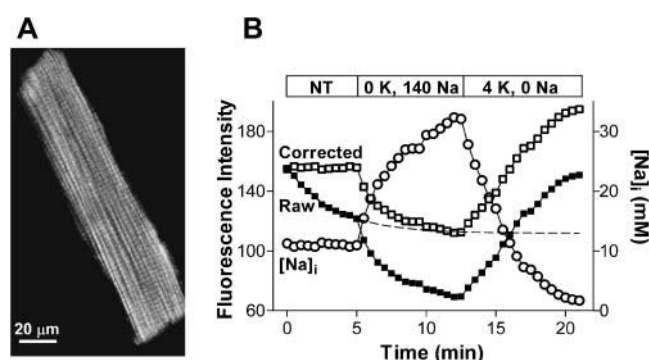 A
B
20 μm
NT
0 K, 140 Na
4 K, 0 Na
Fluorescence Intensity
180
140
100
60
Corrected
Raw
[Na]i
30
20
10
0
[Na]i (mM)
0
5
10
15
20
Time (min)